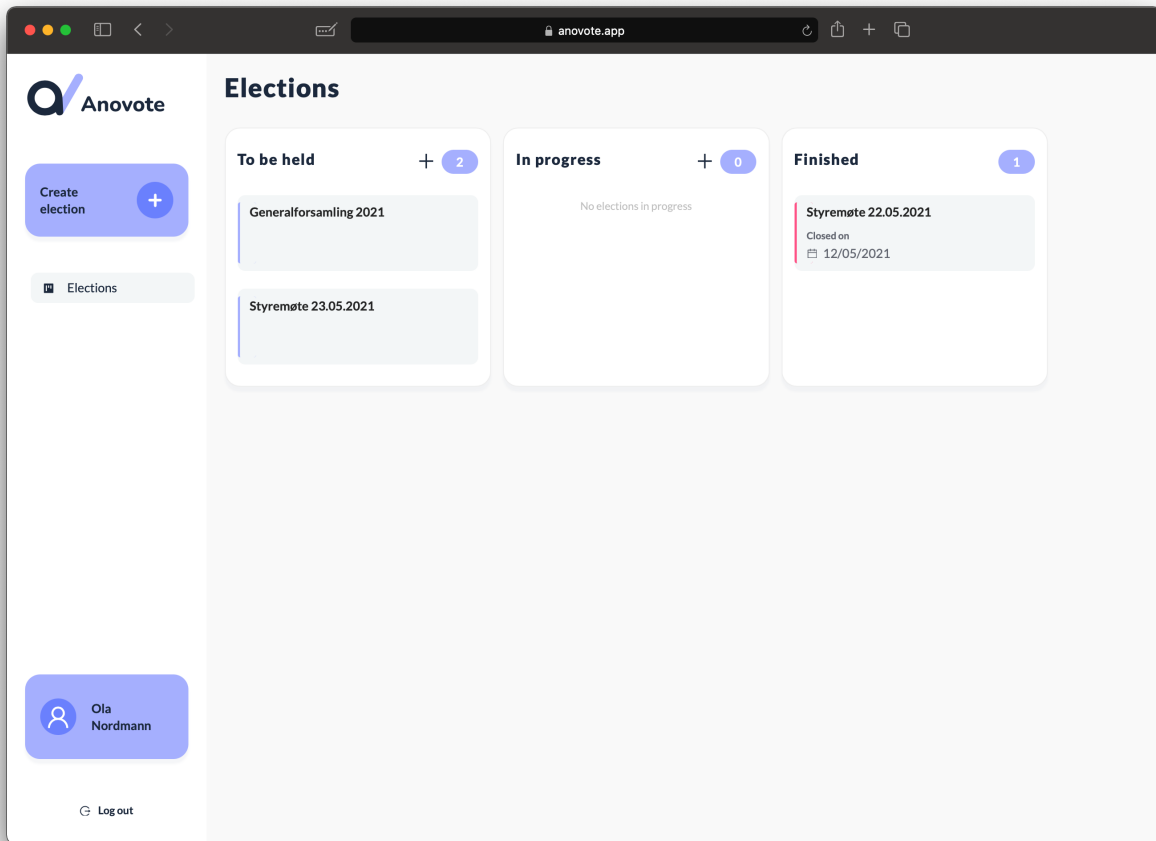 anovote.app
Anovote
Create
election
Elections
Ola
Nordmann
Log out
Elections
To be held
2
Generalforsamling 2021
Styremøte 23.05.2021
In progress
0
No elections in progress
Finished
1
Styremøte 22.05.2021
Closed on
12/05/2021